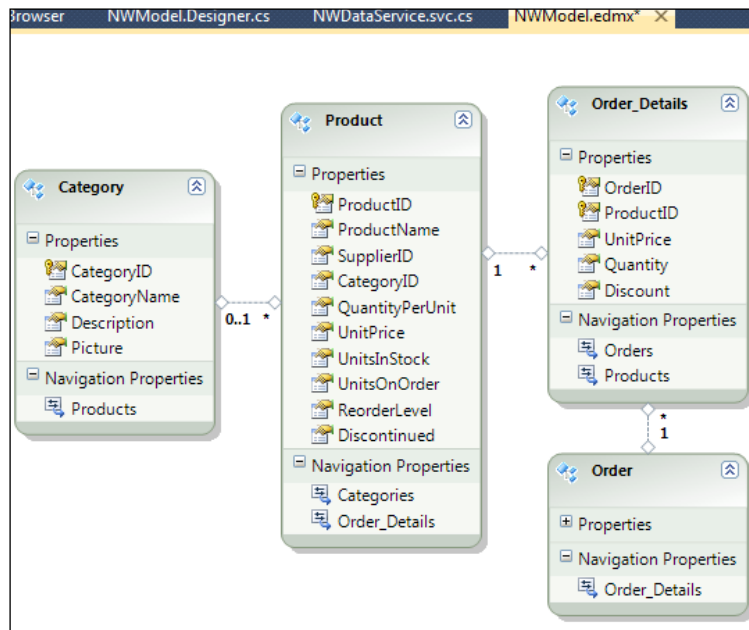 Browser NWModel.Designer.cs NWDataService.svc.cs NWModel.edmx* X
Category
Properties
CategoryID
CategoryName
Description
Picture
Navigation Properties
Products
0..1 *
Product
Properties
ProductID
ProductName
SupplierID
CategoryID
QuantityPerUnit
UnitPrice
UnitsInStock
UnitsOnOrder
ReorderLevel
Discontinued
Navigation Properties
Categories
Order_Details
1 *
Order_Details
Properties
OrderID
ProductID
UnitPrice
Quantity
Discount
Navigation Properties
Orders
Products
*
1
Order
Properties
Navigation Properties
Order_Details